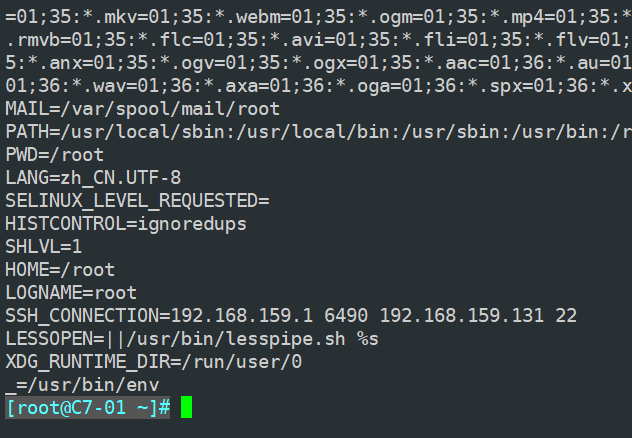 =01;35:*.mkv=01;35:*.webm=01;35:*.ogm=01;35:*.mp4=01;35:*
.rmvb=01;35:*.flc=01;35:*.avi=01;35:*.fli=01;35:*.flv=01;
5:*.anx=01;35:*.ogv=01;35:*.ogx=01;35:*.aac=01;36:*.au=01
01;36:*.wav=01;36:*.axa=01;36:*.oga=01;36:*.spx=01;36:*.x
MAIL=/var/spool/mail/root
PATH=/usr/local/sbin:/usr/local/bin:/usr/sbin:/usr/bin:/r
PWD=/root
LANG=zh_CN.UTF-8
SELINUX_LEVEL_REQUESTED=
HISTCONTROL=ignoredups
SHLVL=1
HOME=/root
LOGNAME=root
SSH_CONNECTION=192.168.159.1 6490 192.168.159.131 22
LESSOPEN=||/usr/bin/lesspipe.sh %s
XDG_RUNTIME_DIR=/run/user/0
_=/usr/bin/env
[root@C7-01 ~]#